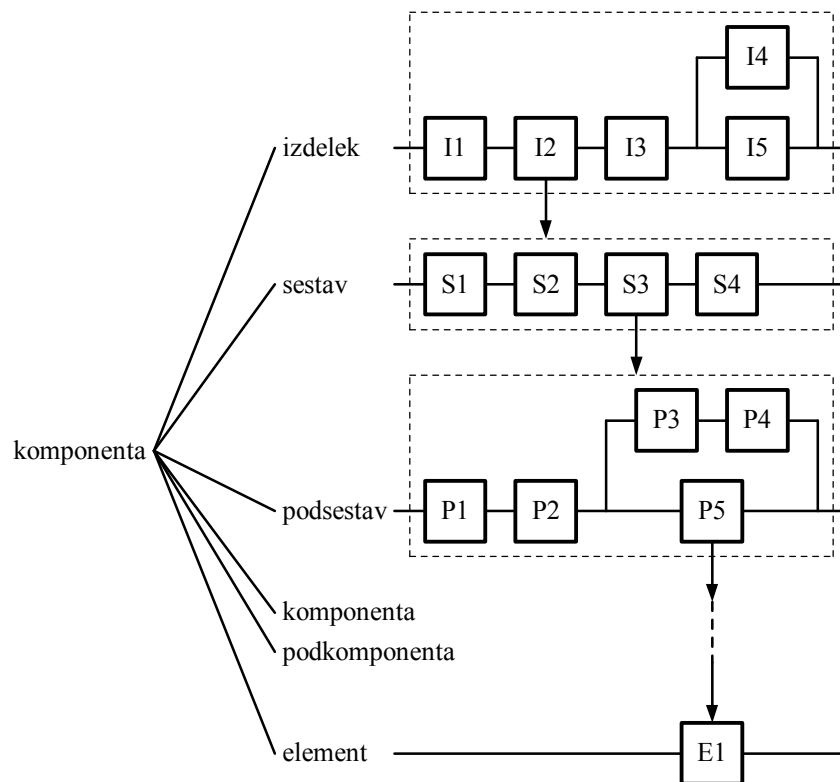 I4
izdelek I1 I2 I3 I5
sestav S1 S2 S3 S4
P3 P4
komponenta
podsestav P1 P2 P5
komponenta
podkomponenta
element E1